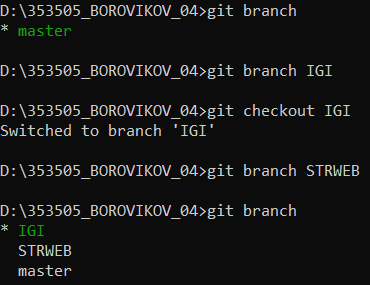 D:\353505_BOROVIKOV_04>git branch
* master
D:\353505_BOROVIKOV_04>git branch IGI
D:\353505_BOROVIKOV_04>git checkout IGI
Switched to branch 'IGI'
D:\353505_BOROVIKOV_04>git branch STRWEB
D:\353505_BOROVIKOV_04>git branch
* IGI
  STRWEB
  master